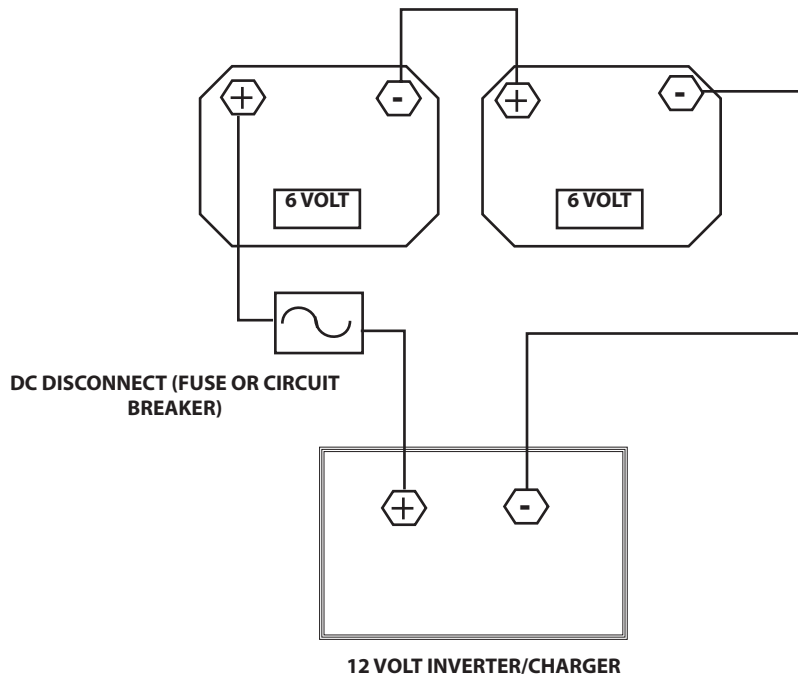 +
-
+
-
6 VOLT
6 VOLT
DC DISCONNECT (FUSE OR CIRCUIT
BREAKER)
+
-
12 VOLT INVERTER/CHARGER